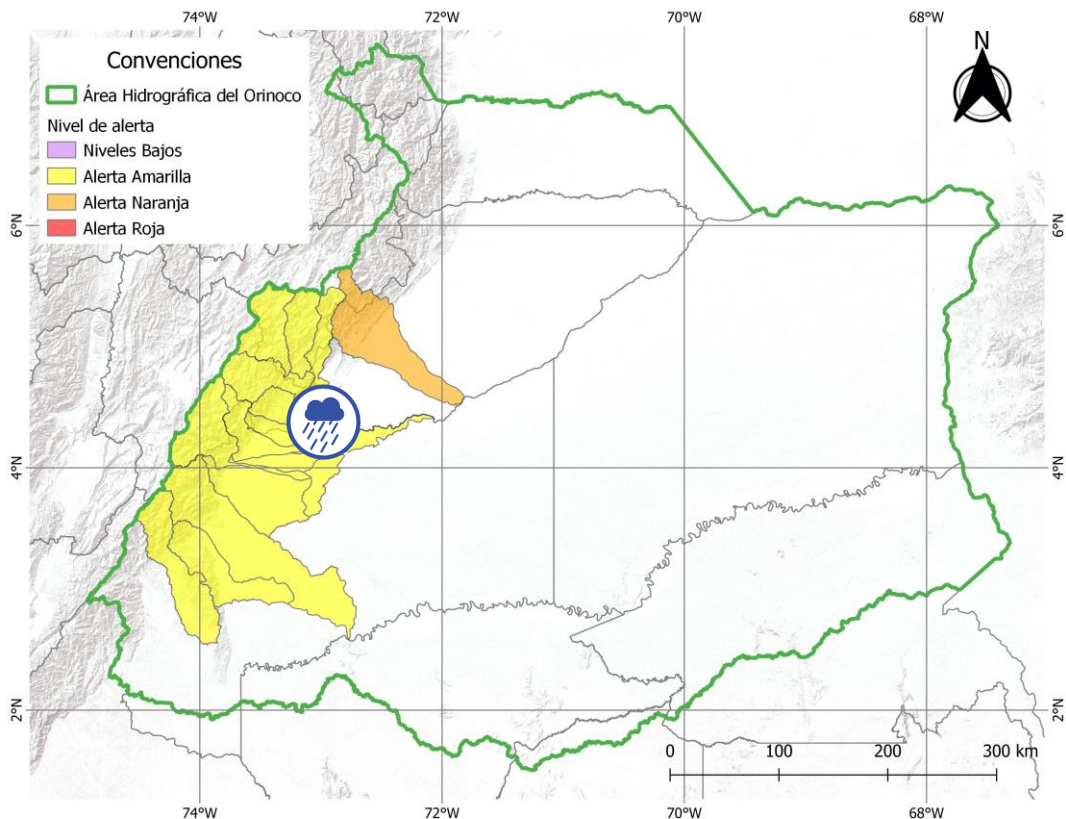 74°W 72°W 70°W 68°W
Convenciones
Área Hidrográfica del Orinoco
Nivel de alerta
Niveles Bajos
Alerta Amarilla
Alerta Naranja
Alerta Roja
N
6°N 6°N
4°N 4°N
2°N 2°N
0 100 200 300 km
74°W 72°W 70°W 68°W